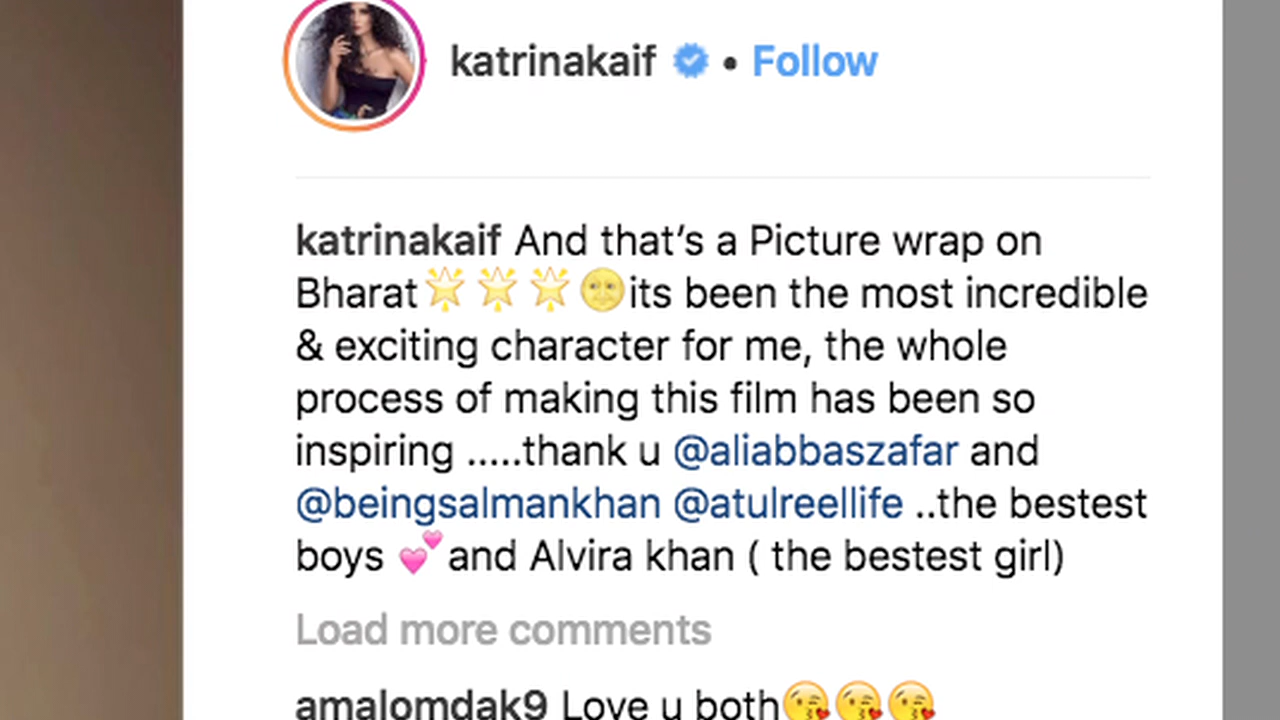 katrinakaif • Follow
katrinakaif And that’s a Picture wrap on
Bharat🌟🌟🌟🌝its been the most incredible
& exciting character for me, the whole
process of making this film has been so
inspiring .....thank u @aliabbaszafar and
@beingsalmankhan @atulreellife ..the bestest
boys 💕and Alvira khan ( the bestest girl)
Load more comments
amalomdak9 Love u both😘😘😘